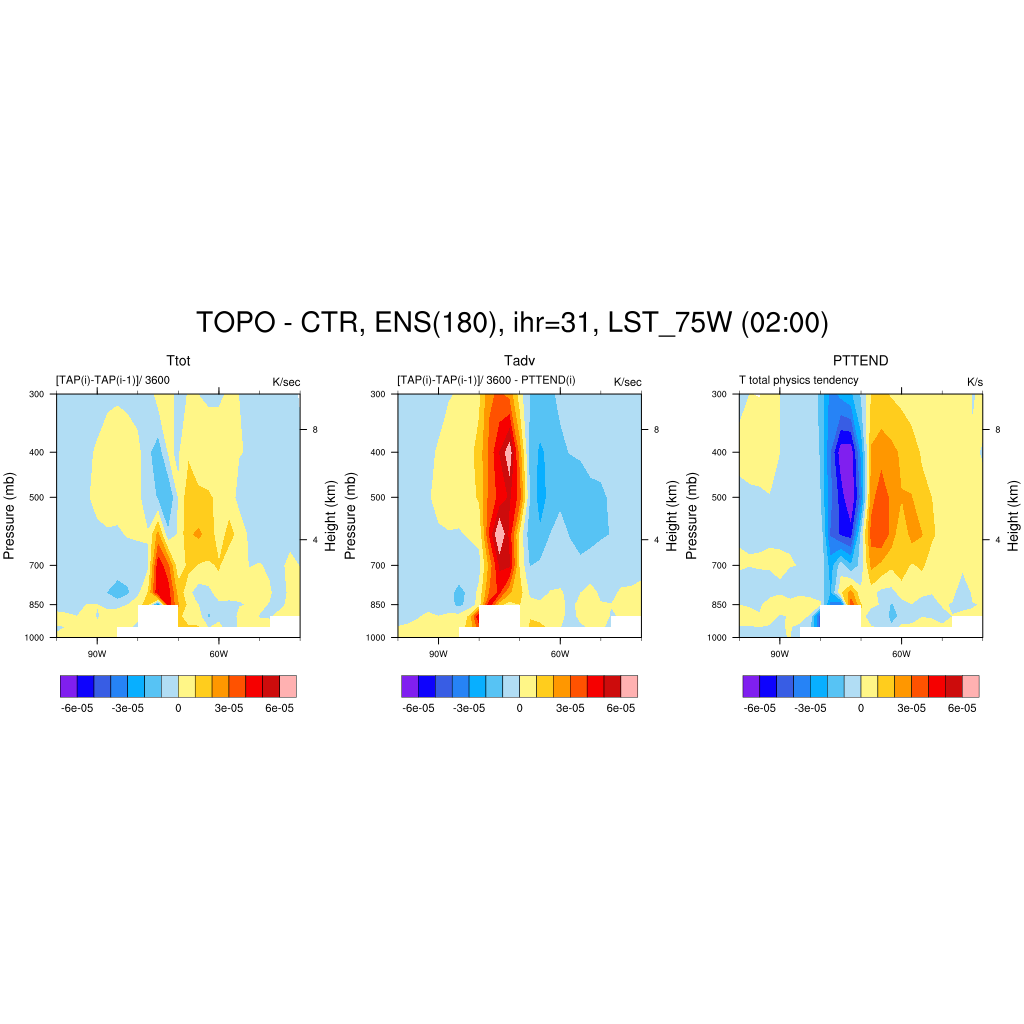 TOPO - CTR, ENS(180), ihr=31, LST_75W (02:00)
Ttot
[TAP(i)-TAP(i-1)]/ 3600 K/sec
300
400
500
700
850
1000
Pressure (mb)
8
4
Height (km)
90W 60W
-6e-05 -3e-05 0 3e-05 6e-05
Tadv
[TAP(i)-TAP(i-1)]/ 3600 - PTTEND(i) K/sec
300
400
500
700
850
1000
Pressure (mb)
8
4
Height (km)
90W 60W
-6e-05 -3e-05 0 3e-05 6e-05
PTTEND
T total physics tendency K/s
300
400
500
700
850
1000
Pressure (mb)
8
4
Height (km)
90W 60W
-6e-05 -3e-05 0 3e-05 6e-05